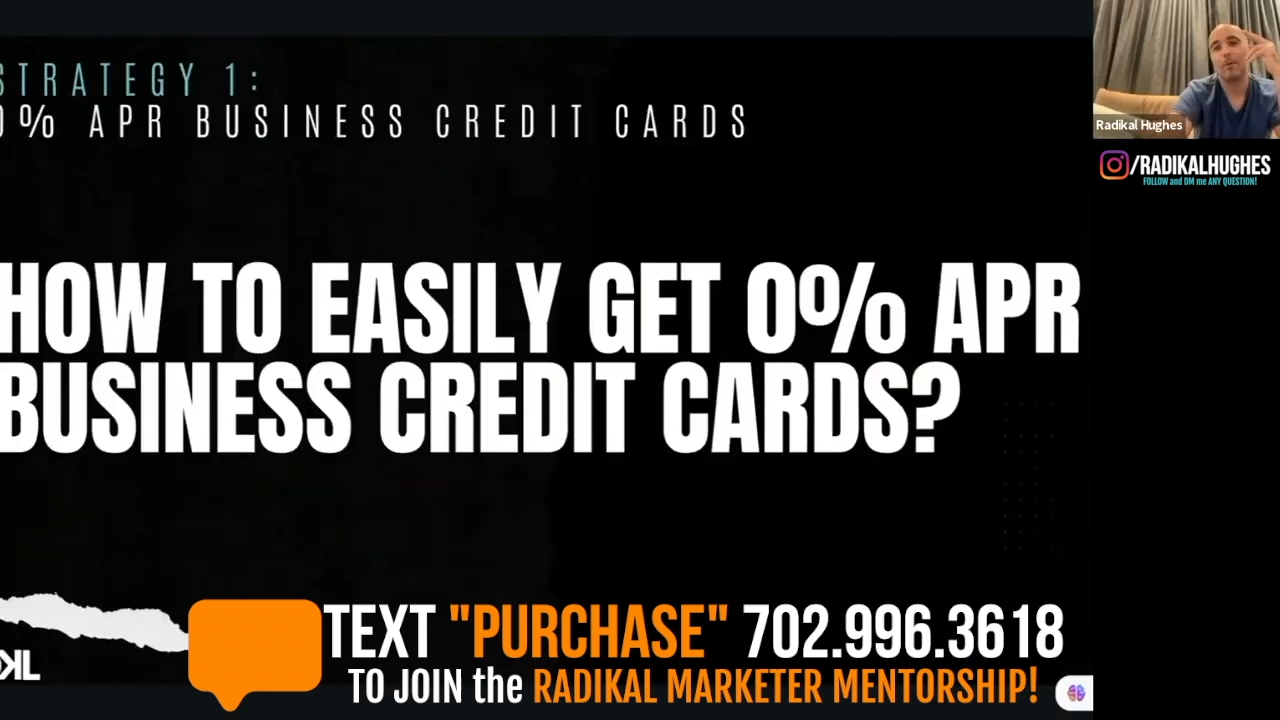 STRATEGY 1:
0% APR BUSINESS CREDIT CARDS
HOW TO EASILY GET 0% APR
BUSINESS CREDIT CARDS?
Radikal Hughes
/RADIKALHUGHES
FOLLOW and DM me ANY QUESTION!
TEXT "PURCHASE" 702.996.3618
TO JOIN the RADIKAL MARKETER MENTORSHIP!